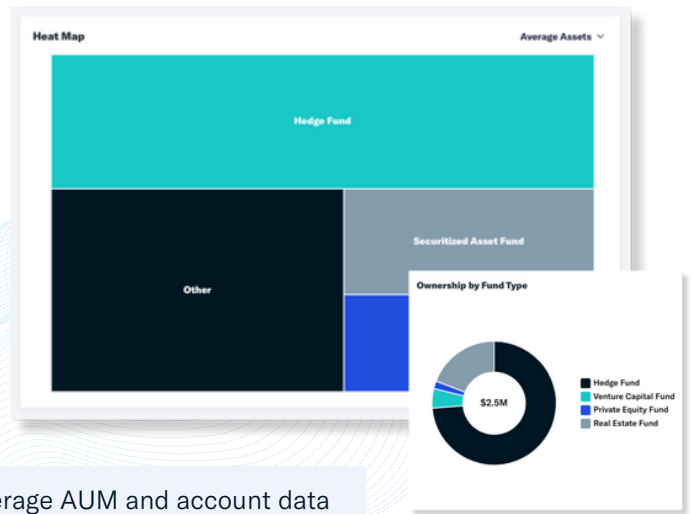 Heat Map
Average Assets
Hedge Fund
Securitized Asset Fund
Other
Ownership by Fund Type
$2.5M
Hedge Fund
Venture Capital Fund
Private Equity Fund
Real Estate Fund
AUM and account data